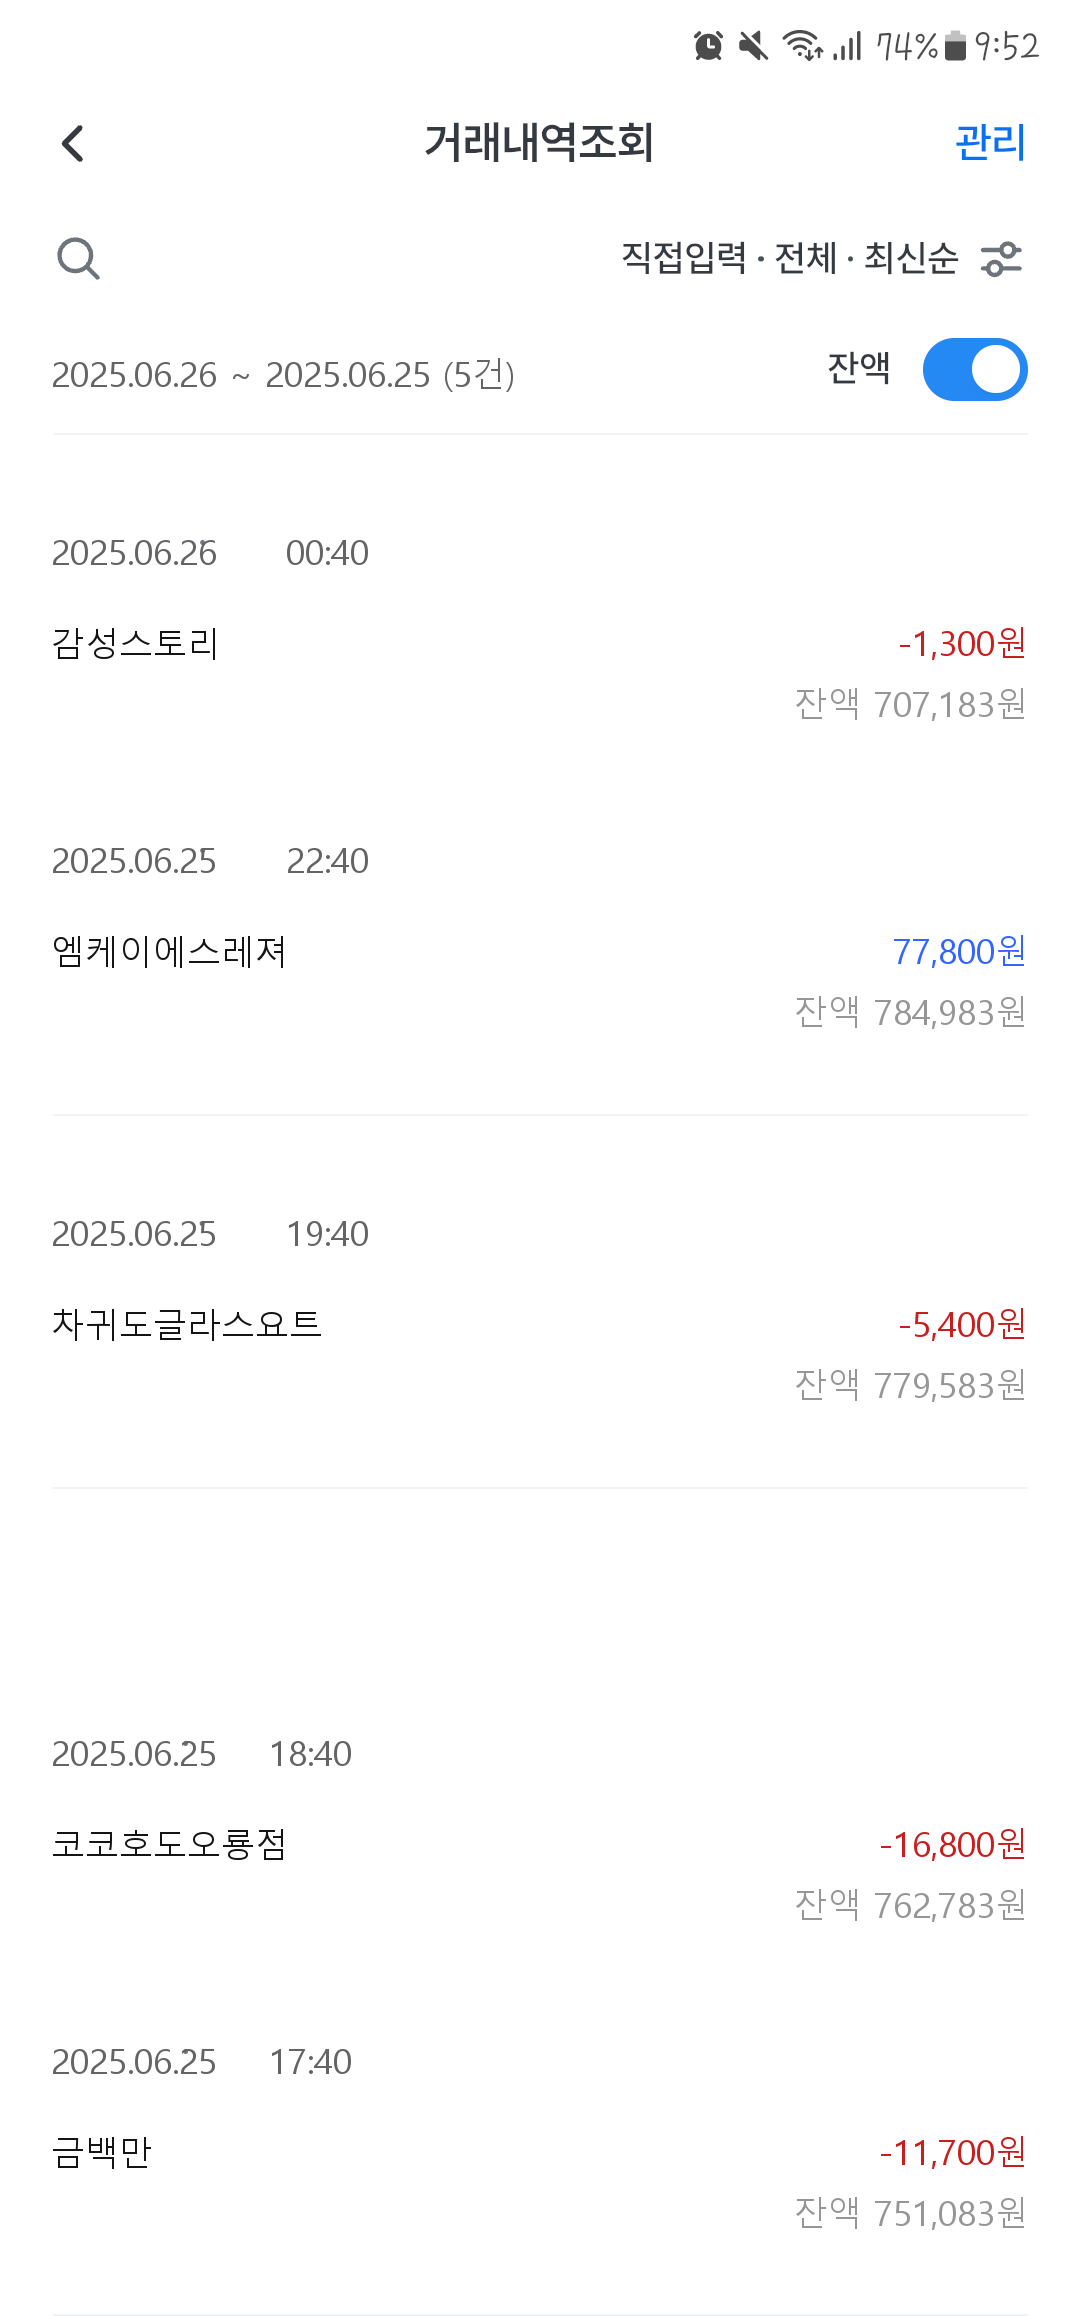 74% 9:52
거래내역조회 관리
직접입력 · 전체 · 최신순
2025.06.26 ~ 2025.06.25 (5건) 잔액
2025.06.26 00:40
감성스토리 -1,300원
잔액 707,183원
2025.06.25 22:40
엠케이에스레져 77,800원
잔액 784,983원
2025.06.25 19:40
차귀도글라스요트 -5,400원
잔액 779,583원
2025.06.25 18:40
코코호도오룡점 -16,800원
잔액 762,783원
2025.06.25 17:40
금백만 -11,700원
잔액 751,083원